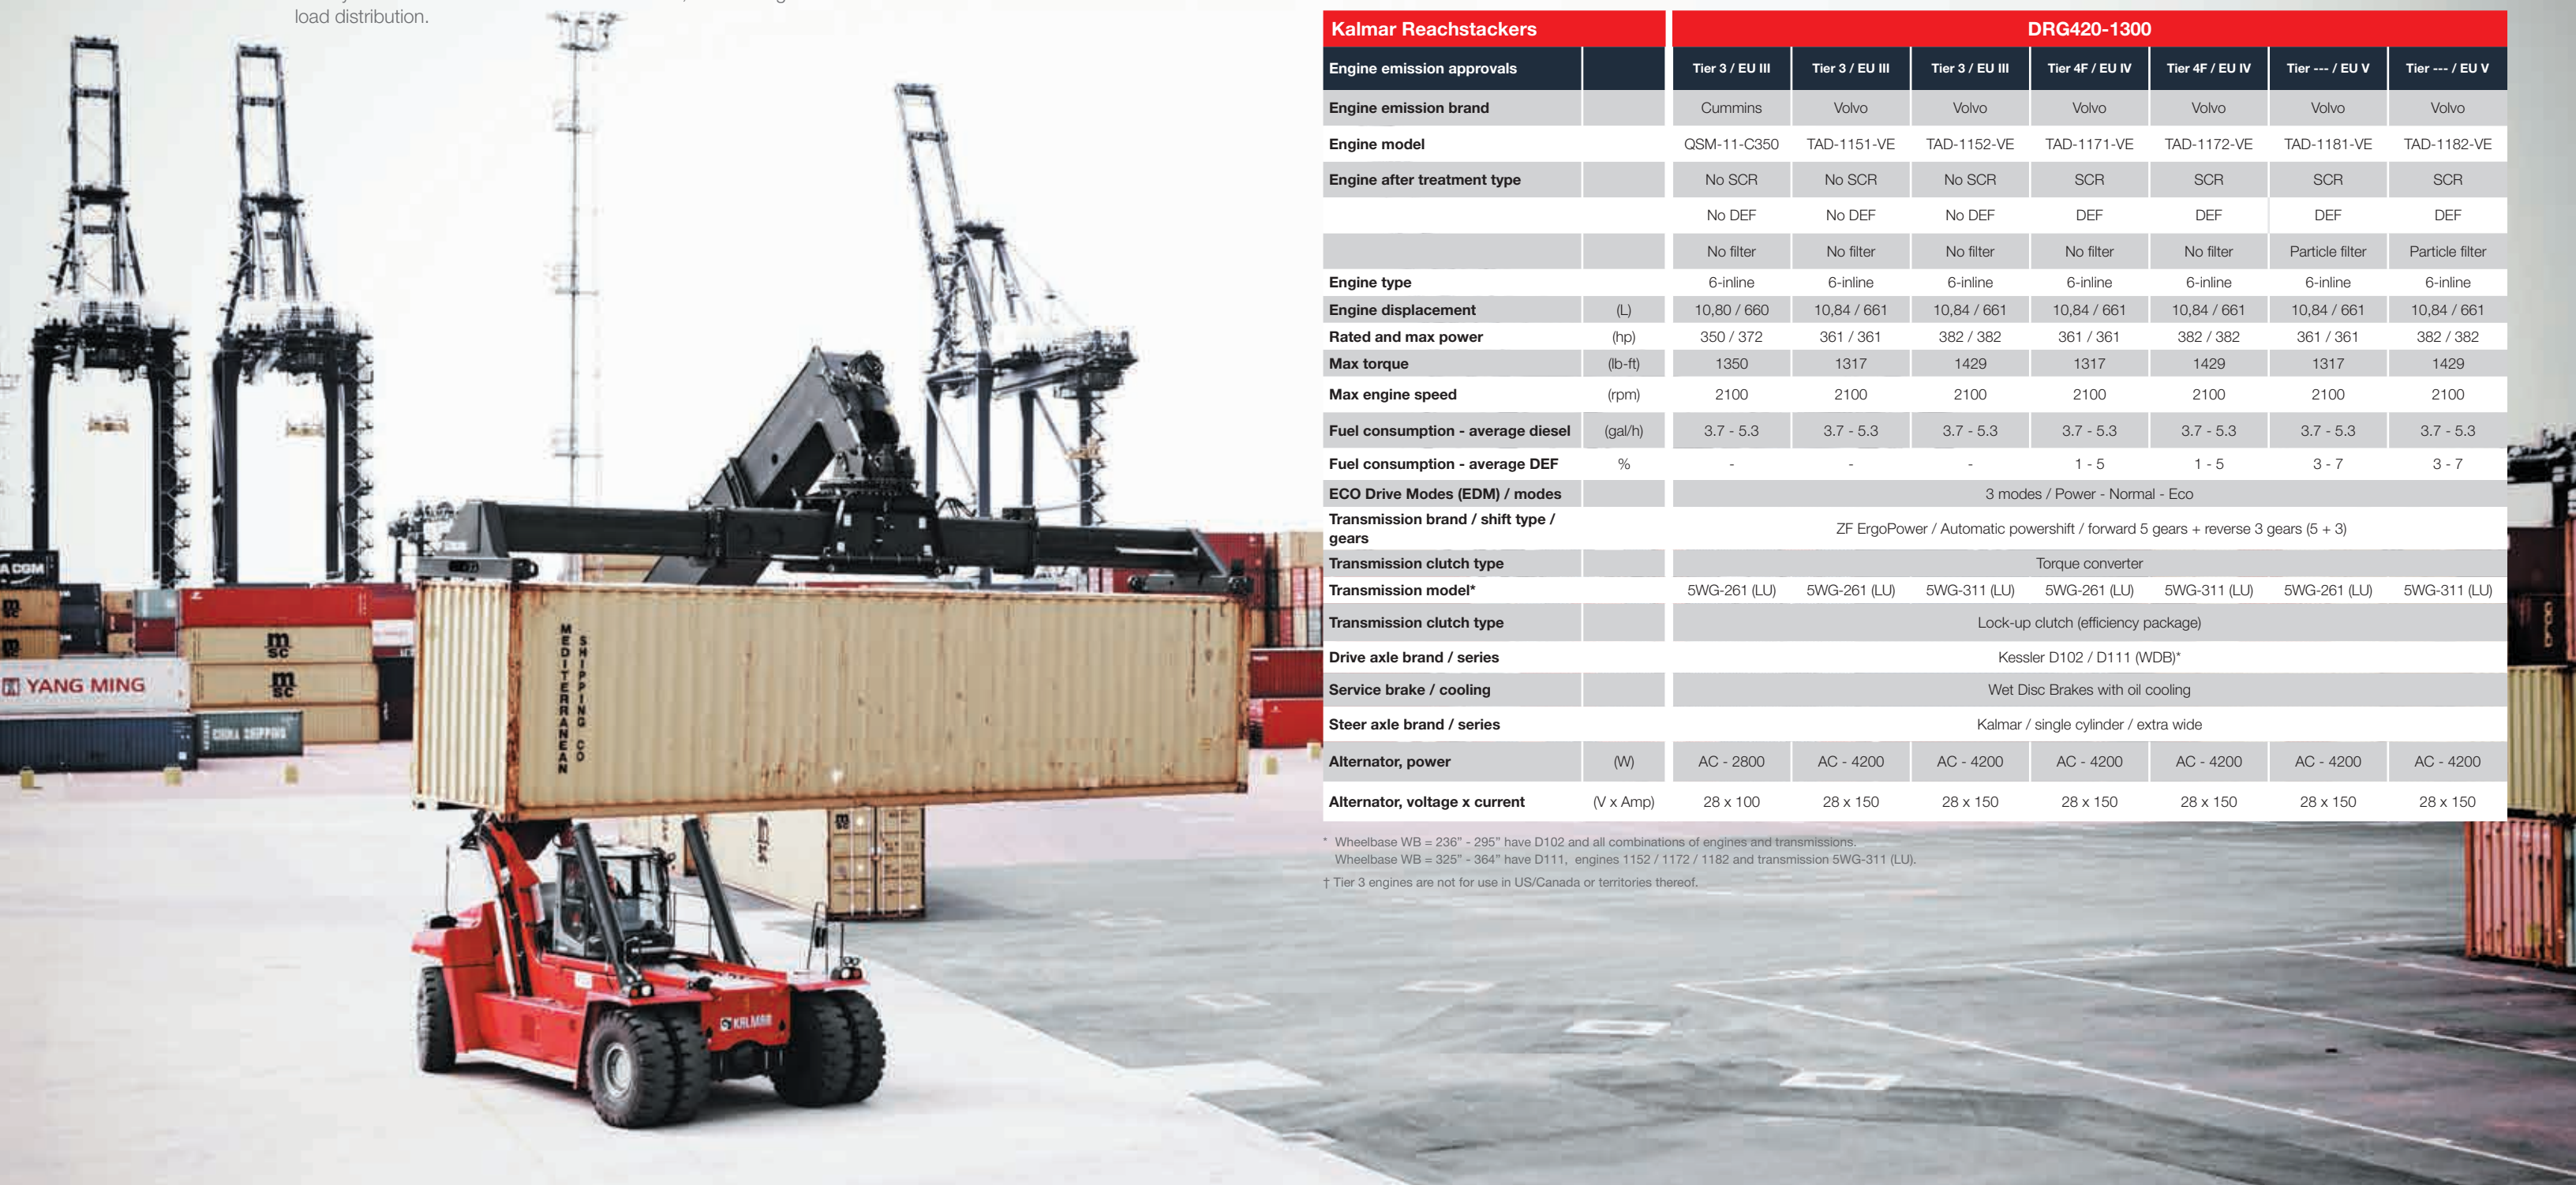 load distribution.
Kalmar Reachstackers DRG420-1300
Engine emission approvals Tier 3 / EU III Tier 3 / EU III Tier 3 / EU III Tier 4F / EU IV Tier 4F / EU IV Tier --- / EU V Tier --- / EU V
Engine emission brand Cummins Volvo Volvo Volvo Volvo Volvo Volvo
Engine model QSM-11-C350 TAD-1151-VE TAD-1152-VE TAD-1171-VE TAD-1172-VE TAD-1181-VE TAD-1182-VE
Engine after treatment type No SCR No SCR No SCR SCR SCR SCR SCR
No DEF No DEF No DEF DEF DEF DEF DEF
No filter No filter No filter No filter No filter Particle filter Particle filter
Engine type 6-inline 6-inline 6-inline 6-inline 6-inline 6-inline 6-inline
Engine displacement (L) 10,80 / 660 10,84 / 661 10,84 / 661 10,84 / 661 10,84 / 661 10,84 / 661 10,84 / 661
Rated and max power (hp) 350 / 372 361 / 361 382 / 382 361 / 361 382 / 382 361 / 361 382 / 382
Max torque (lb-ft) 1350 1317 1429 1317 1429 1317 1429
Max engine speed (rpm) 2100 2100 2100 2100 2100 2100 2100
Fuel consumption - average diesel (gal/h) 3.7 - 5.3 3.7 - 5.3 3.7 - 5.3 3.7 - 5.3 3.7 - 5.3 3.7 - 5.3 3.7 - 5.3
Fuel consumption - average DEF % - - - 1 - 5 1 - 5 3 - 7 3 - 7
ECO Drive Modes (EDM) / modes 3 modes / Power - Normal - Eco
Transmission brand / shift type /
gears ZF ErgoPower / Automatic powershift / forward 5 gears + reverse 3 gears (5 + 3)
Transmission clutch type Torque converter
Transmission model* 5WG-261 (LU) 5WG-261 (LU) 5WG-311 (LU) 5WG-261 (LU) 5WG-311 (LU) 5WG-261 (LU) 5WG-311 (LU)
Transmission clutch type Lock-up clutch (efficiency package)
Drive axle brand / series Kessler D102 / D111 (WDB)*
Service brake / cooling Wet Disc Brakes with oil cooling
Steer axle brand / series Kalmar / single cylinder / extra wide
Alternator, power (W) AC - 2800 AC - 4200 AC - 4200 AC - 4200 AC - 4200 AC - 4200 AC - 4200
Alternator, voltage x current (V x Amp) 28 x 100 28 x 150 28 x 150 28 x 150 28 x 150 28 x 150 28 x 150
* Wheelbase WB = 236” - 295” have D102 and all combinations of engines and transmissions.
Wheelbase WB = 325” - 364” have D111, engines 1152 / 1172 / 1182 and transmission 5WG-311 (LU).
† Tier 3 engines are not for use in US/Canada or territories thereof.
A CGM
msc
msc
YANG MING
CHINA SHIPPING
MEDITERRANEAN
SHIPPING CO
msc
KALMAR